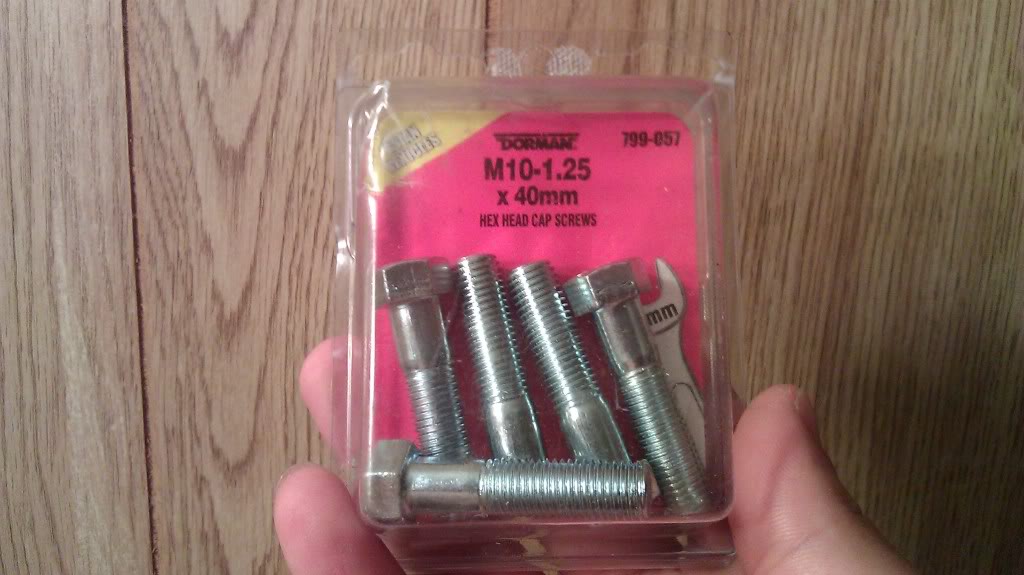 DORMAN
799-057
M10-1.25
x 40mm
HEX HEAD CAP SCREWS
mm